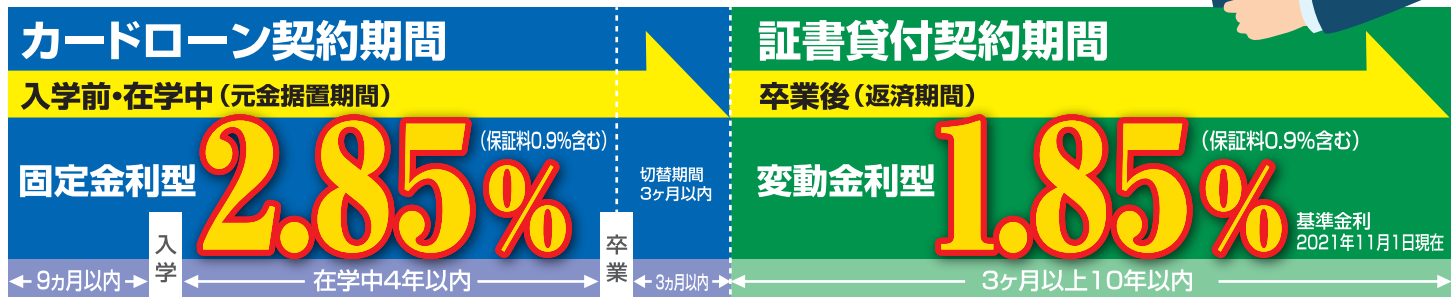 カードローン契約期間
入学前・在学中（元金据置期間）
固定金利型
2.85%
（保証料0.9%含む）
切替期間
3ヶ月以内
9ヵ月以内
入学
在学中4年以内
卒業
3ヵ月以内
証書貸付契約期間
卒業後（返済期間）
変動金利型
1.85%
（保証料0.9%含む）
基準金利
2021年11月1日現在
3ヶ月以上10年以内